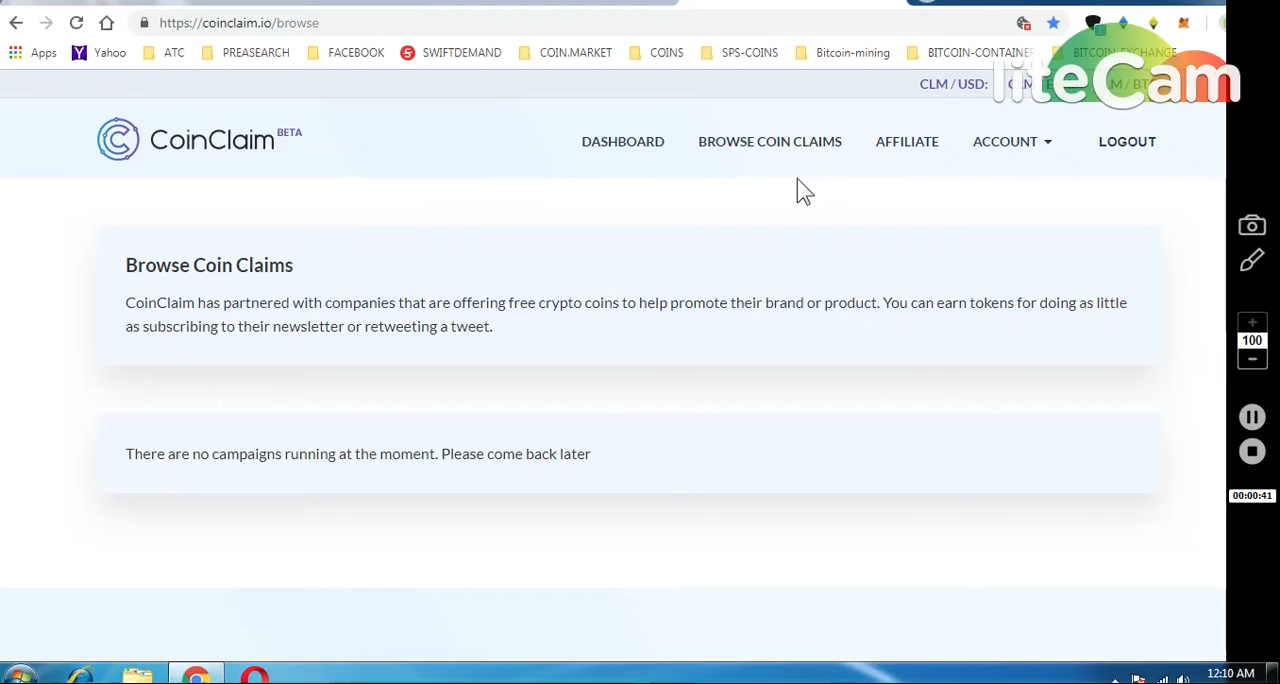 https://coinclaim.io/browse
Apps Yahoo ATC PREASEARCH FACEBOOK SWIFTDEMAND COIN.MARKET COINS SPS-COINS Bitcoin-mining BITCOIN-CONTAINER BITCOIN-EXCHANGE
liteCam
CLM / USD:
CoinClaim BETA
DASHBOARD BROWSE COIN CLAIMS AFFILIATE ACCOUNT LOGOUT
Browse Coin Claims
CoinClaim has partnered with companies that are offering free crypto coins to help promote their brand or product. You can earn tokens for doing as little
as subscribing to their newsletter or retweeting a tweet.
100
There are no campaigns running at the moment. Please come back later
00:00:41
12:10 AM